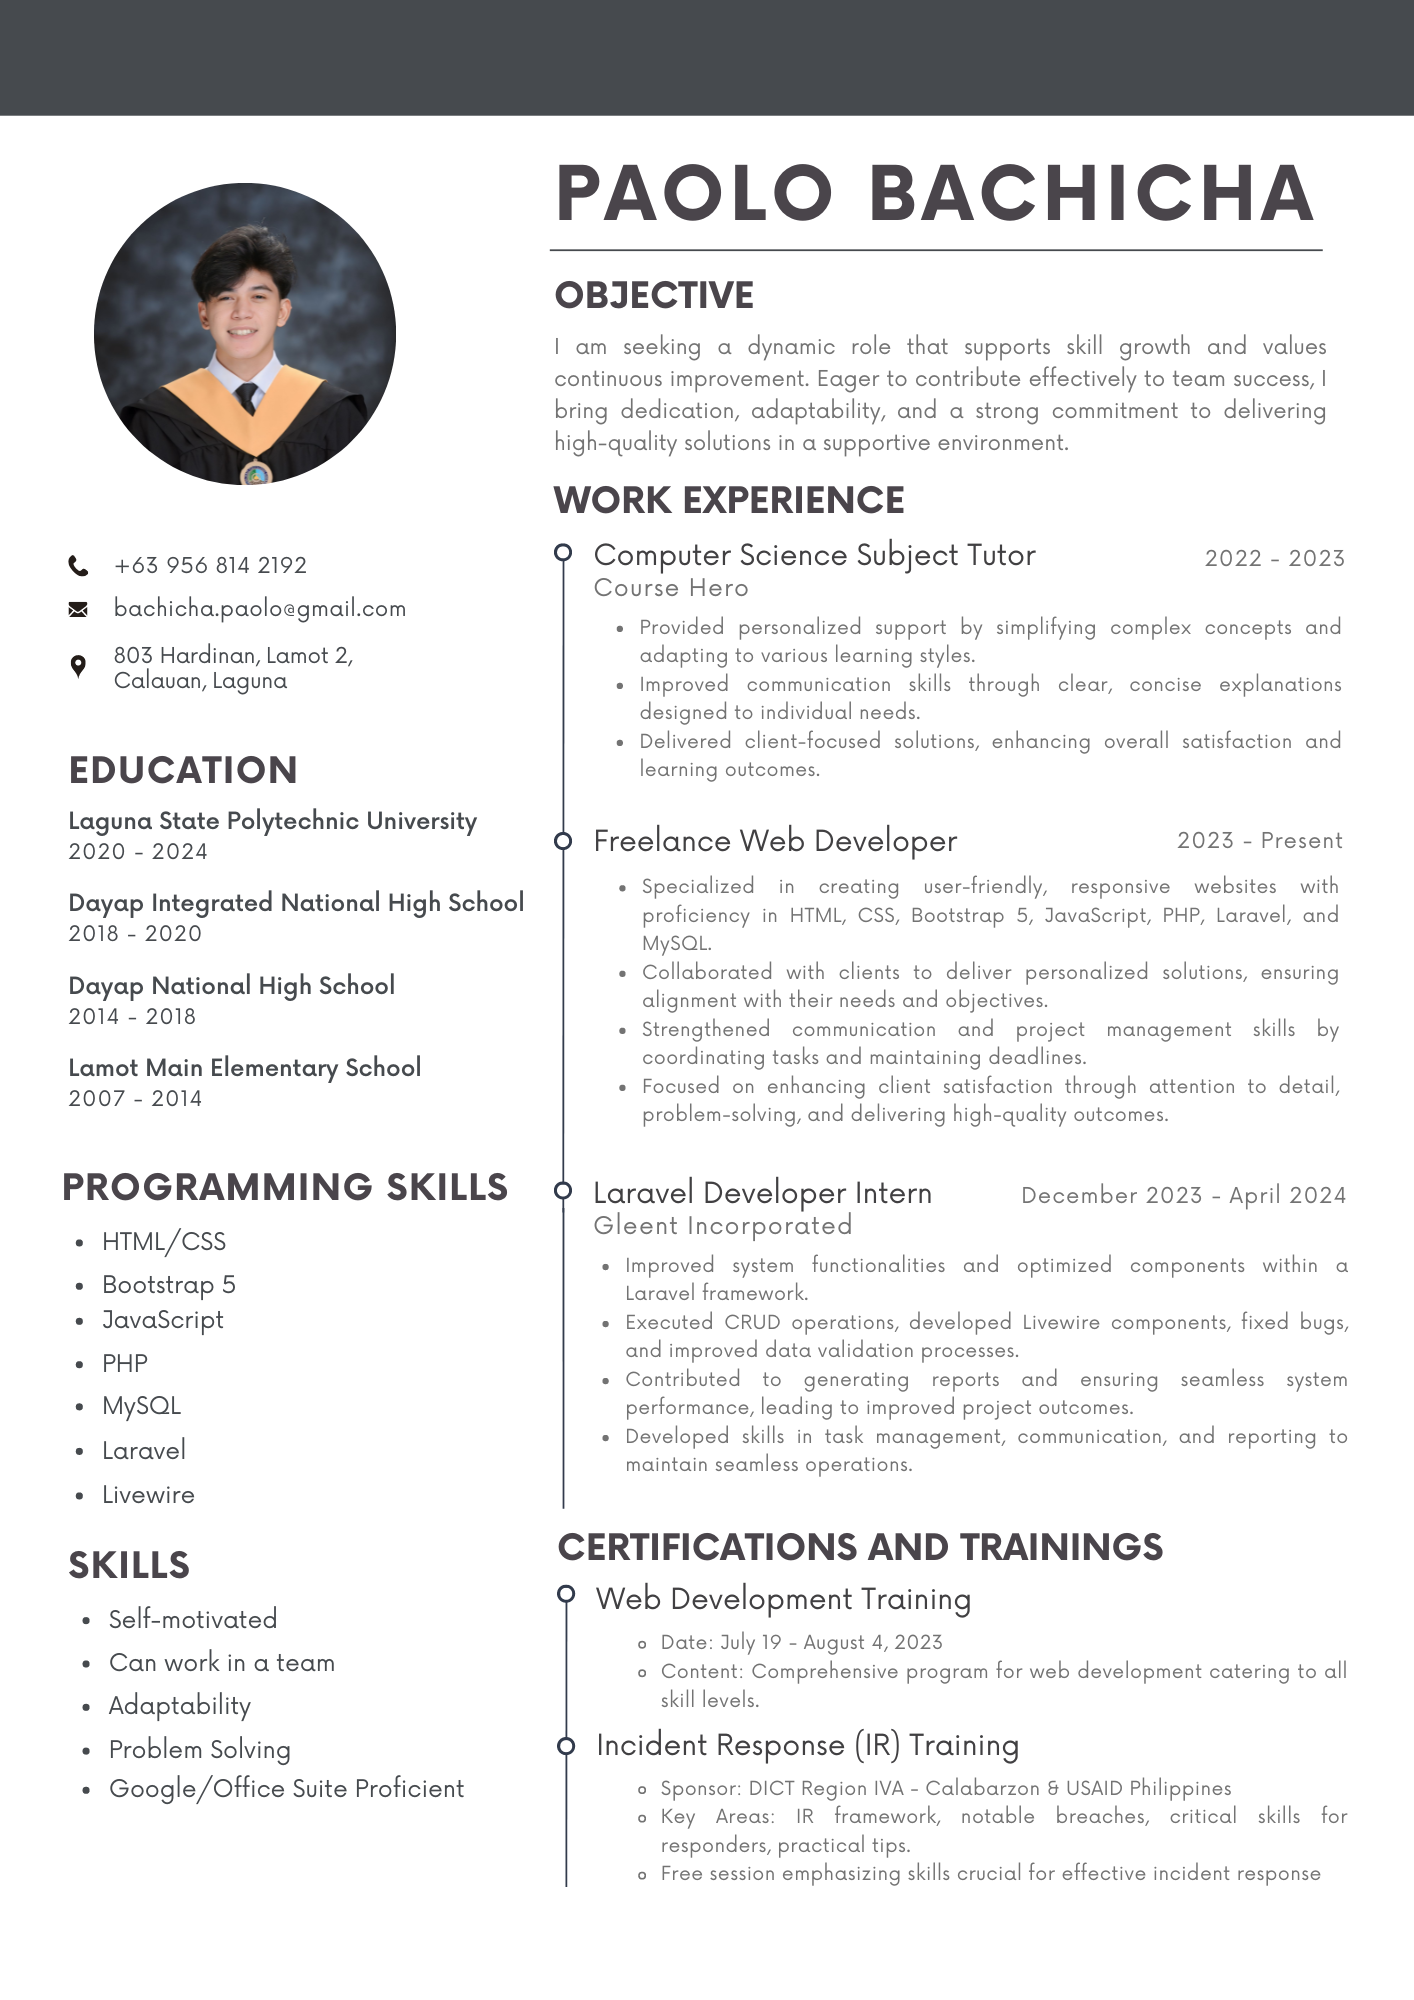 PAOLO BACHICHA
+63 956 814 2192
bachicha.paolo@gmail.com
803 Hardinan, Lamot 2,
Calauan, Laguna
EDUCATION
Laguna State Polytechnic University
2020 - 2024
Dayap Integrated National High School
2018 - 2020
Dayap National High School
2014 - 2018
Lamot Main Elementary School
2007 - 2014
PROGRAMMING SKILLS
• HTML/CSS
• Bootstrap 5
• JavaScript
• PHP
• MySQL
• Laravel
• Livewire
SKILLS
• Self-motivated
• Can work in a team
• Adaptability
• Problem Solving
• Google/Office Suite Proficient
OBJECTIVE
I am seeking a dynamic role that supports skill growth and values
continuous improvement. Eager to contribute effectively to team success, I
bring dedication, adaptability, and a strong commitment to delivering
high-quality solutions in a supportive environment.
WORK EXPERIENCE
Computer Science Subject Tutor 2022 - 2023
Course Hero
• Provided personalized support by simplifying complex concepts and
adapting to various learning styles.
• Improved communication skills through clear, concise explanations
designed to individual needs.
• Delivered client-focused solutions, enhancing overall satisfaction and
learning outcomes.
Freelance Web Developer 2023 - Present
• Specialized in creating user-friendly, responsive websites with
proficiency in HTML, CSS, Bootstrap 5, JavaScript, PHP, Laravel, and
MySQL.
• Collaborated with clients to deliver personalized solutions, ensuring
alignment with their needs and objectives.
• Strengthened communication and project management skills by
coordinating tasks and maintaining deadlines.
• Focused on enhancing client satisfaction through attention to detail,
problem-solving, and delivering high-quality outcomes.
Laravel Developer Intern December 2023 - April 2024
Gleent Incorporated
• Improved system functionalities and optimized components within a
Laravel framework.
• Executed CRUD operations, developed Livewire components, fixed bugs,
and improved data validation processes.
• Contributed to generating reports and ensuring seamless system
performance, leading to improved project outcomes.
• Developed skills in task management, communication, and reporting to
maintain seamless operations.
CERTIFICATIONS AND TRAININGS
Web Development Training
Date: July 19 - August 4, 2023
Content: Comprehensive program for web development catering to all
skill levels.
Incident Response (IR) Training
Sponsor: DICT Region IVA - Calabarzon & USAID Philippines
Key Areas: IR framework, notable breaches, critical skills for
responders, practical tips.
Free session emphasizing skills crucial for effective incident response